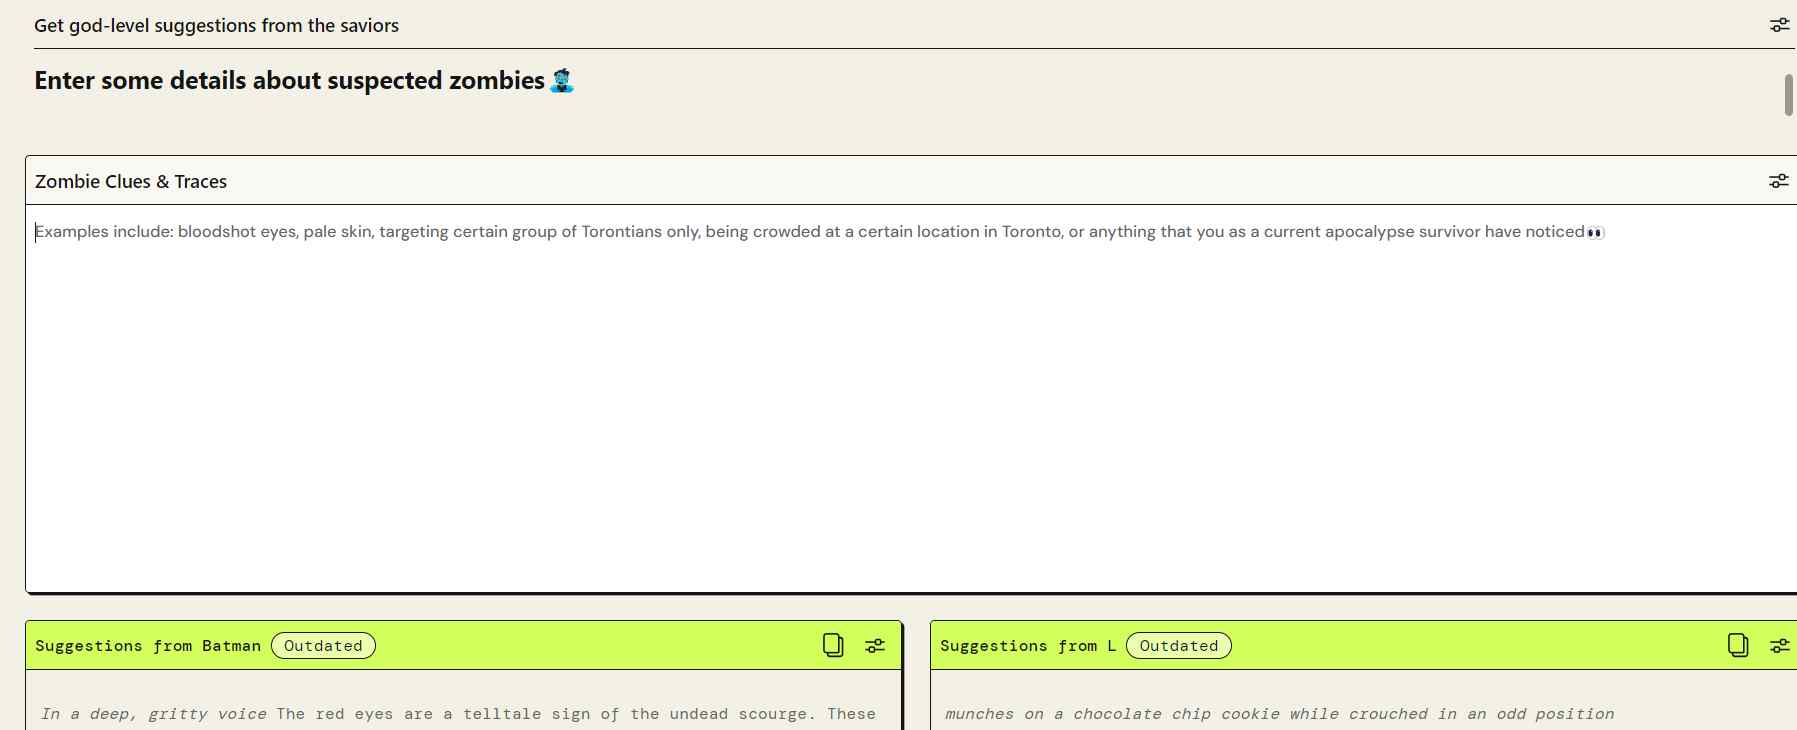 Get god-level suggestions from the saviors
Enter some details about suspected zombies🧟
Zombie Clues & Traces
Examples include: bloodshot eyes, pale skin, targeting certain group of Torontians only, being crowded at a certain location in Toronto, or anything that you as a current apocalypse survivor have noticed👀
Suggestions from Batman Outdated
In a deep, gritty voice The red eyes are a telltale sign of the undead scourge. These
Suggestions from L Outdated
munches on a chocolate chip cookie while crouched in an odd position